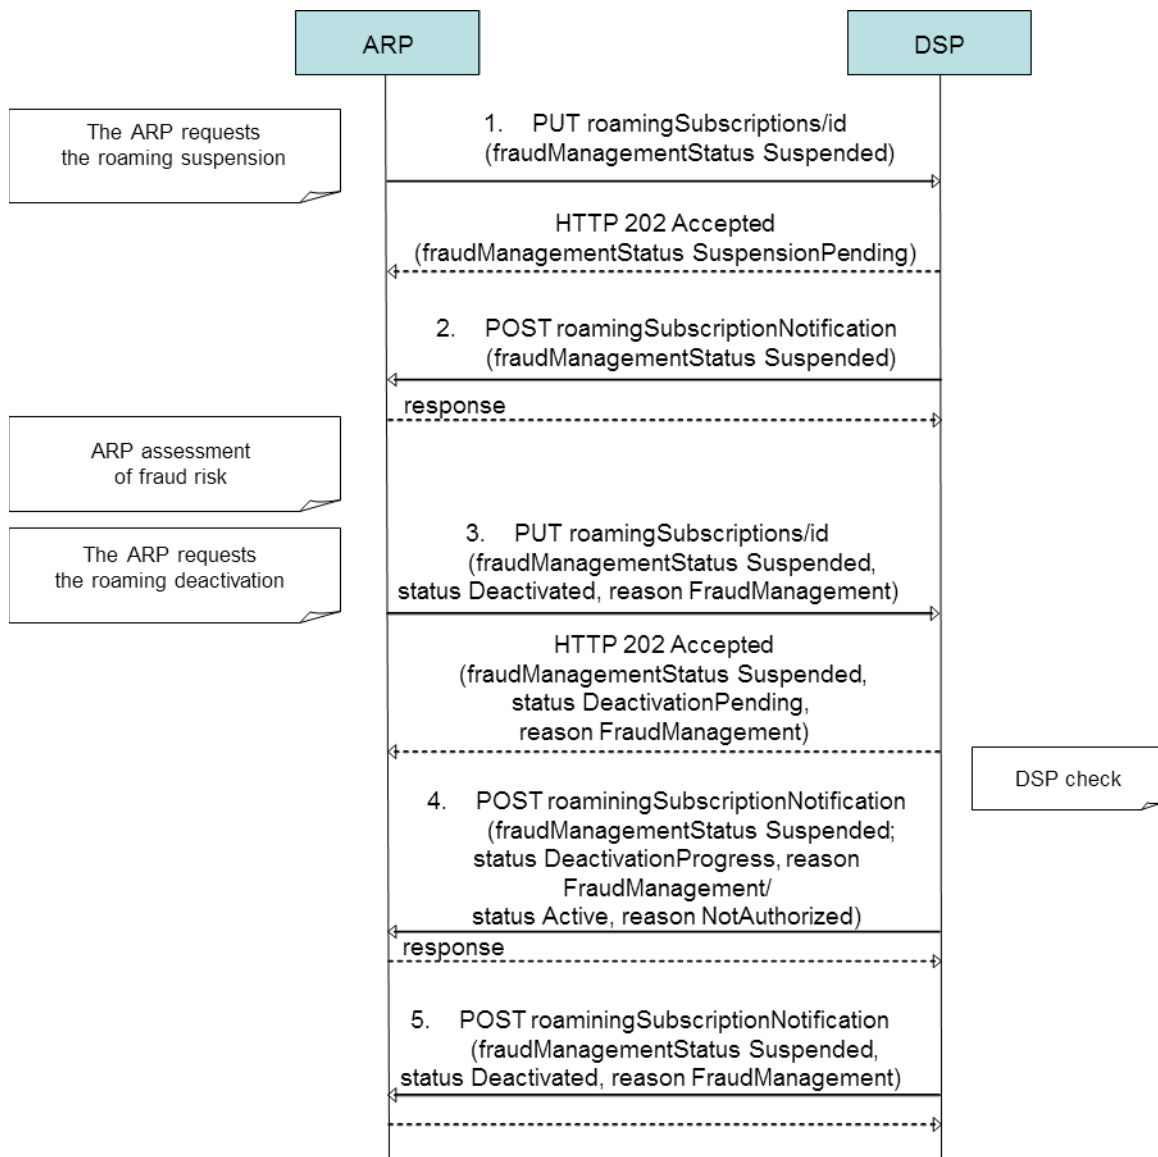 ARP
DSP
The ARP requests
the roaming suspension
1. PUT roamingSubscriptions/id
(fraudManagementStatus Suspended)
HTTP 202 Accepted
(fraudManagementStatus SuspensionPending)
2. POST roamingSubscriptionNotification
(fraudManagementStatus Suspended)
response
ARP assessment
of fraud risk
The ARP requests
the roaming deactivation
3. PUT roamingSubscriptions/id
(fraudManagementStatus Suspended,
status Deactivated, reason FraudManagement)
HTTP 202 Accepted
(fraudManagementStatus Suspended,
status DeactivationPending,
reason FraudManagement)
DSP check
4. POST roaminingSubscriptionNotification
(fraudManagementStatus Suspended;
status DeactivationProgress, reason
FraudManagement/
status Active, reason NotAuthorized)
response
5. POST roaminingSubscriptionNotification
(fraudManagementStatus Suspended,
status Deactivated, reason FraudManagement)